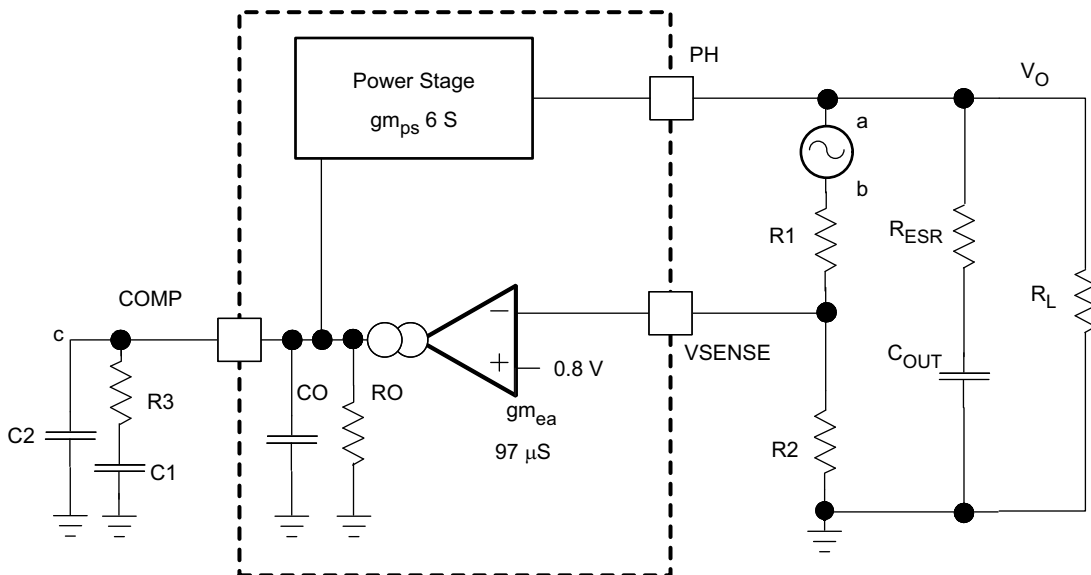 PH
V_O
Power Stage
gm_ps 6 S
a
b
R1
R_ESR
R_L
COMP
c
VSENSE
C_OUT
0.8 V
R3
CO
RO
gm_ea
97 μS
C2
C1
R2